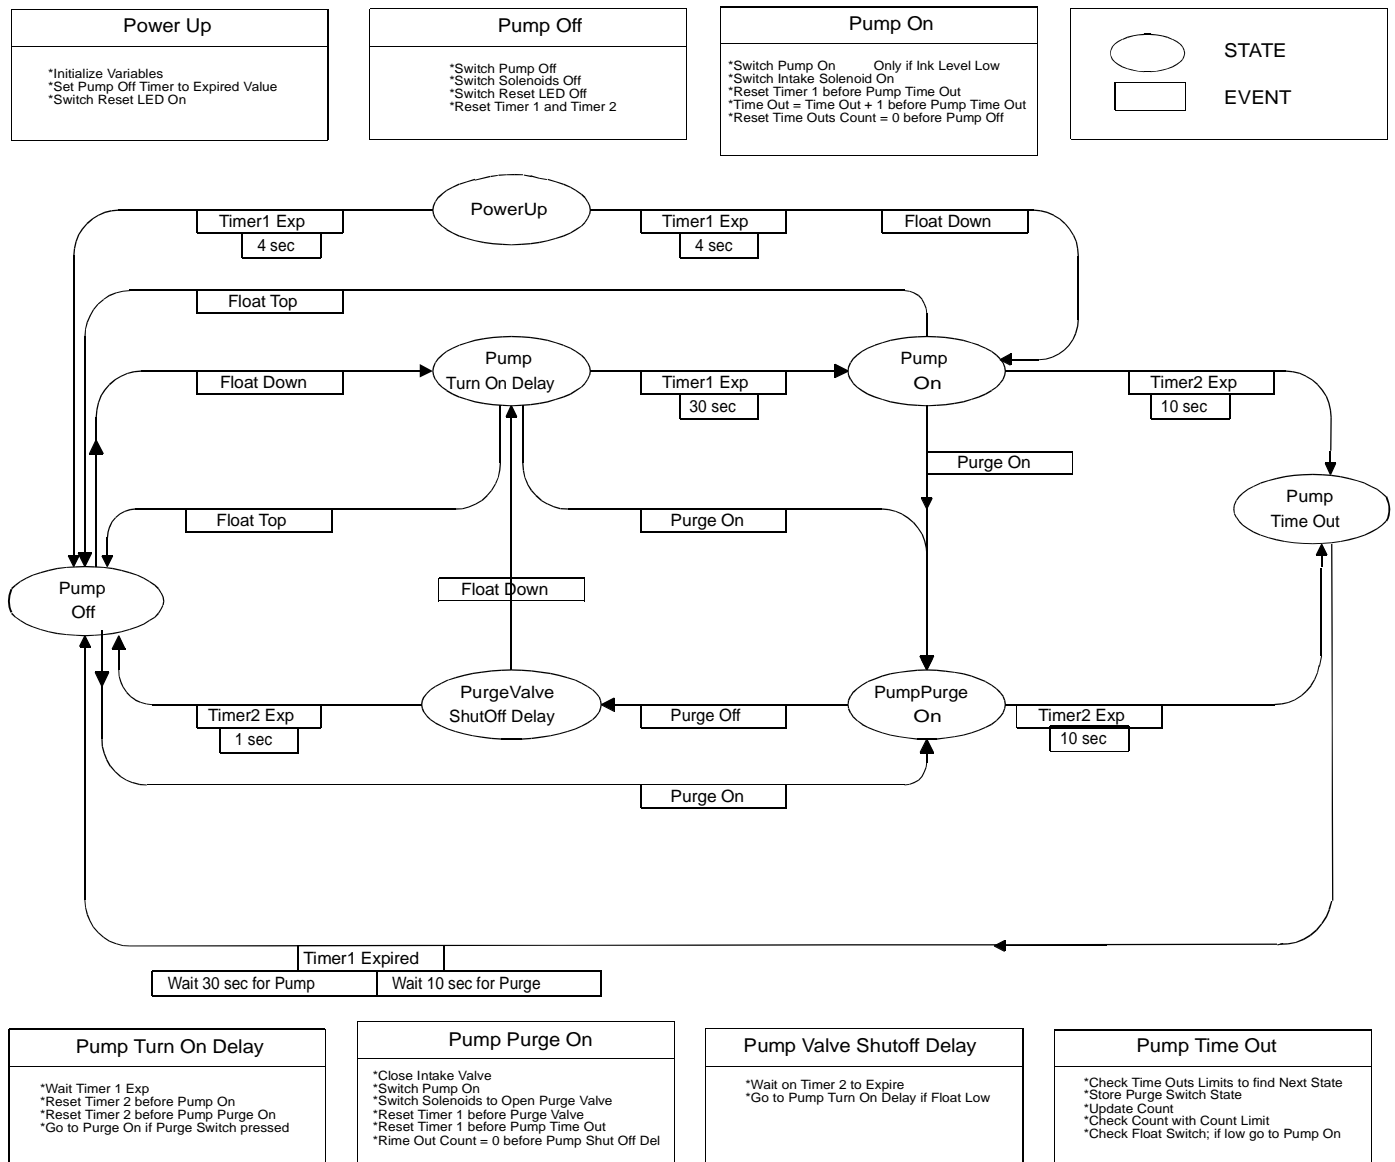 Power Up
*Initialize Variables
*Set Pump Off Timer to Expired Value
*Switch Reset LED On
Pump Off
*Switch Pump Off
*Switch Solenoids Off
*Switch Reset LED Off
*Reset Timer 1 and Timer 2
Pump On
*Switch Pump On Only if Ink Level Low
*Switch Intake Solenoid On
*Reset Timer 1 before Pump Time Out
*Time Out = Time Out + 1 before Pump Time Out
*Reset Time Outs Count = 0 before Pump Off
STATE
EVENT
PowerUp
Timer1 Exp
4 sec
Timer1 Exp
4 sec
Float Down
Float Top
Pump
Turn On Delay
Float Down
Timer1 Exp
30 sec
Pump
On
Timer2 Exp
10 sec
Purge On
Pump
Time Out
Float Top
Purge On
Pump
Off
Float Down
PurgeValve
ShutOff Delay
Timer2 Exp
1 sec
Purge Off
PumpPurge
On
Timer2 Exp
10 sec
Purge On
Timer1 Expired
Wait 30 sec for Pump
Wait 10 sec for Purge
Pump Turn On Delay
*Wait Timer 1 Exp
*Reset Timer 2 before Pump On
*Reset Timer 2 before Pump Purge On
*Go to Purge On if Purge Switch pressed
Pump Purge On
*Close Intake Valve
*Switch Pump On
*Switch Solenoids to Open Purge Valve
*Reset Timer 1 before Purge Valve
*Reset Timer 1 before Pump Time Out
*Rime Out Count = 0 before Pump Shut Off Del
Pump Valve Shutoff Delay
*Wait on Timer 2 to Expire
*Go to Pump Turn On Delay if Float Low
Pump Time Out
*Check Time Outs Limits to find Next State
*Store Purge Switch State
*Update Count
*Check Count with Count Limit
*Check Float Switch; if low go to Pump On